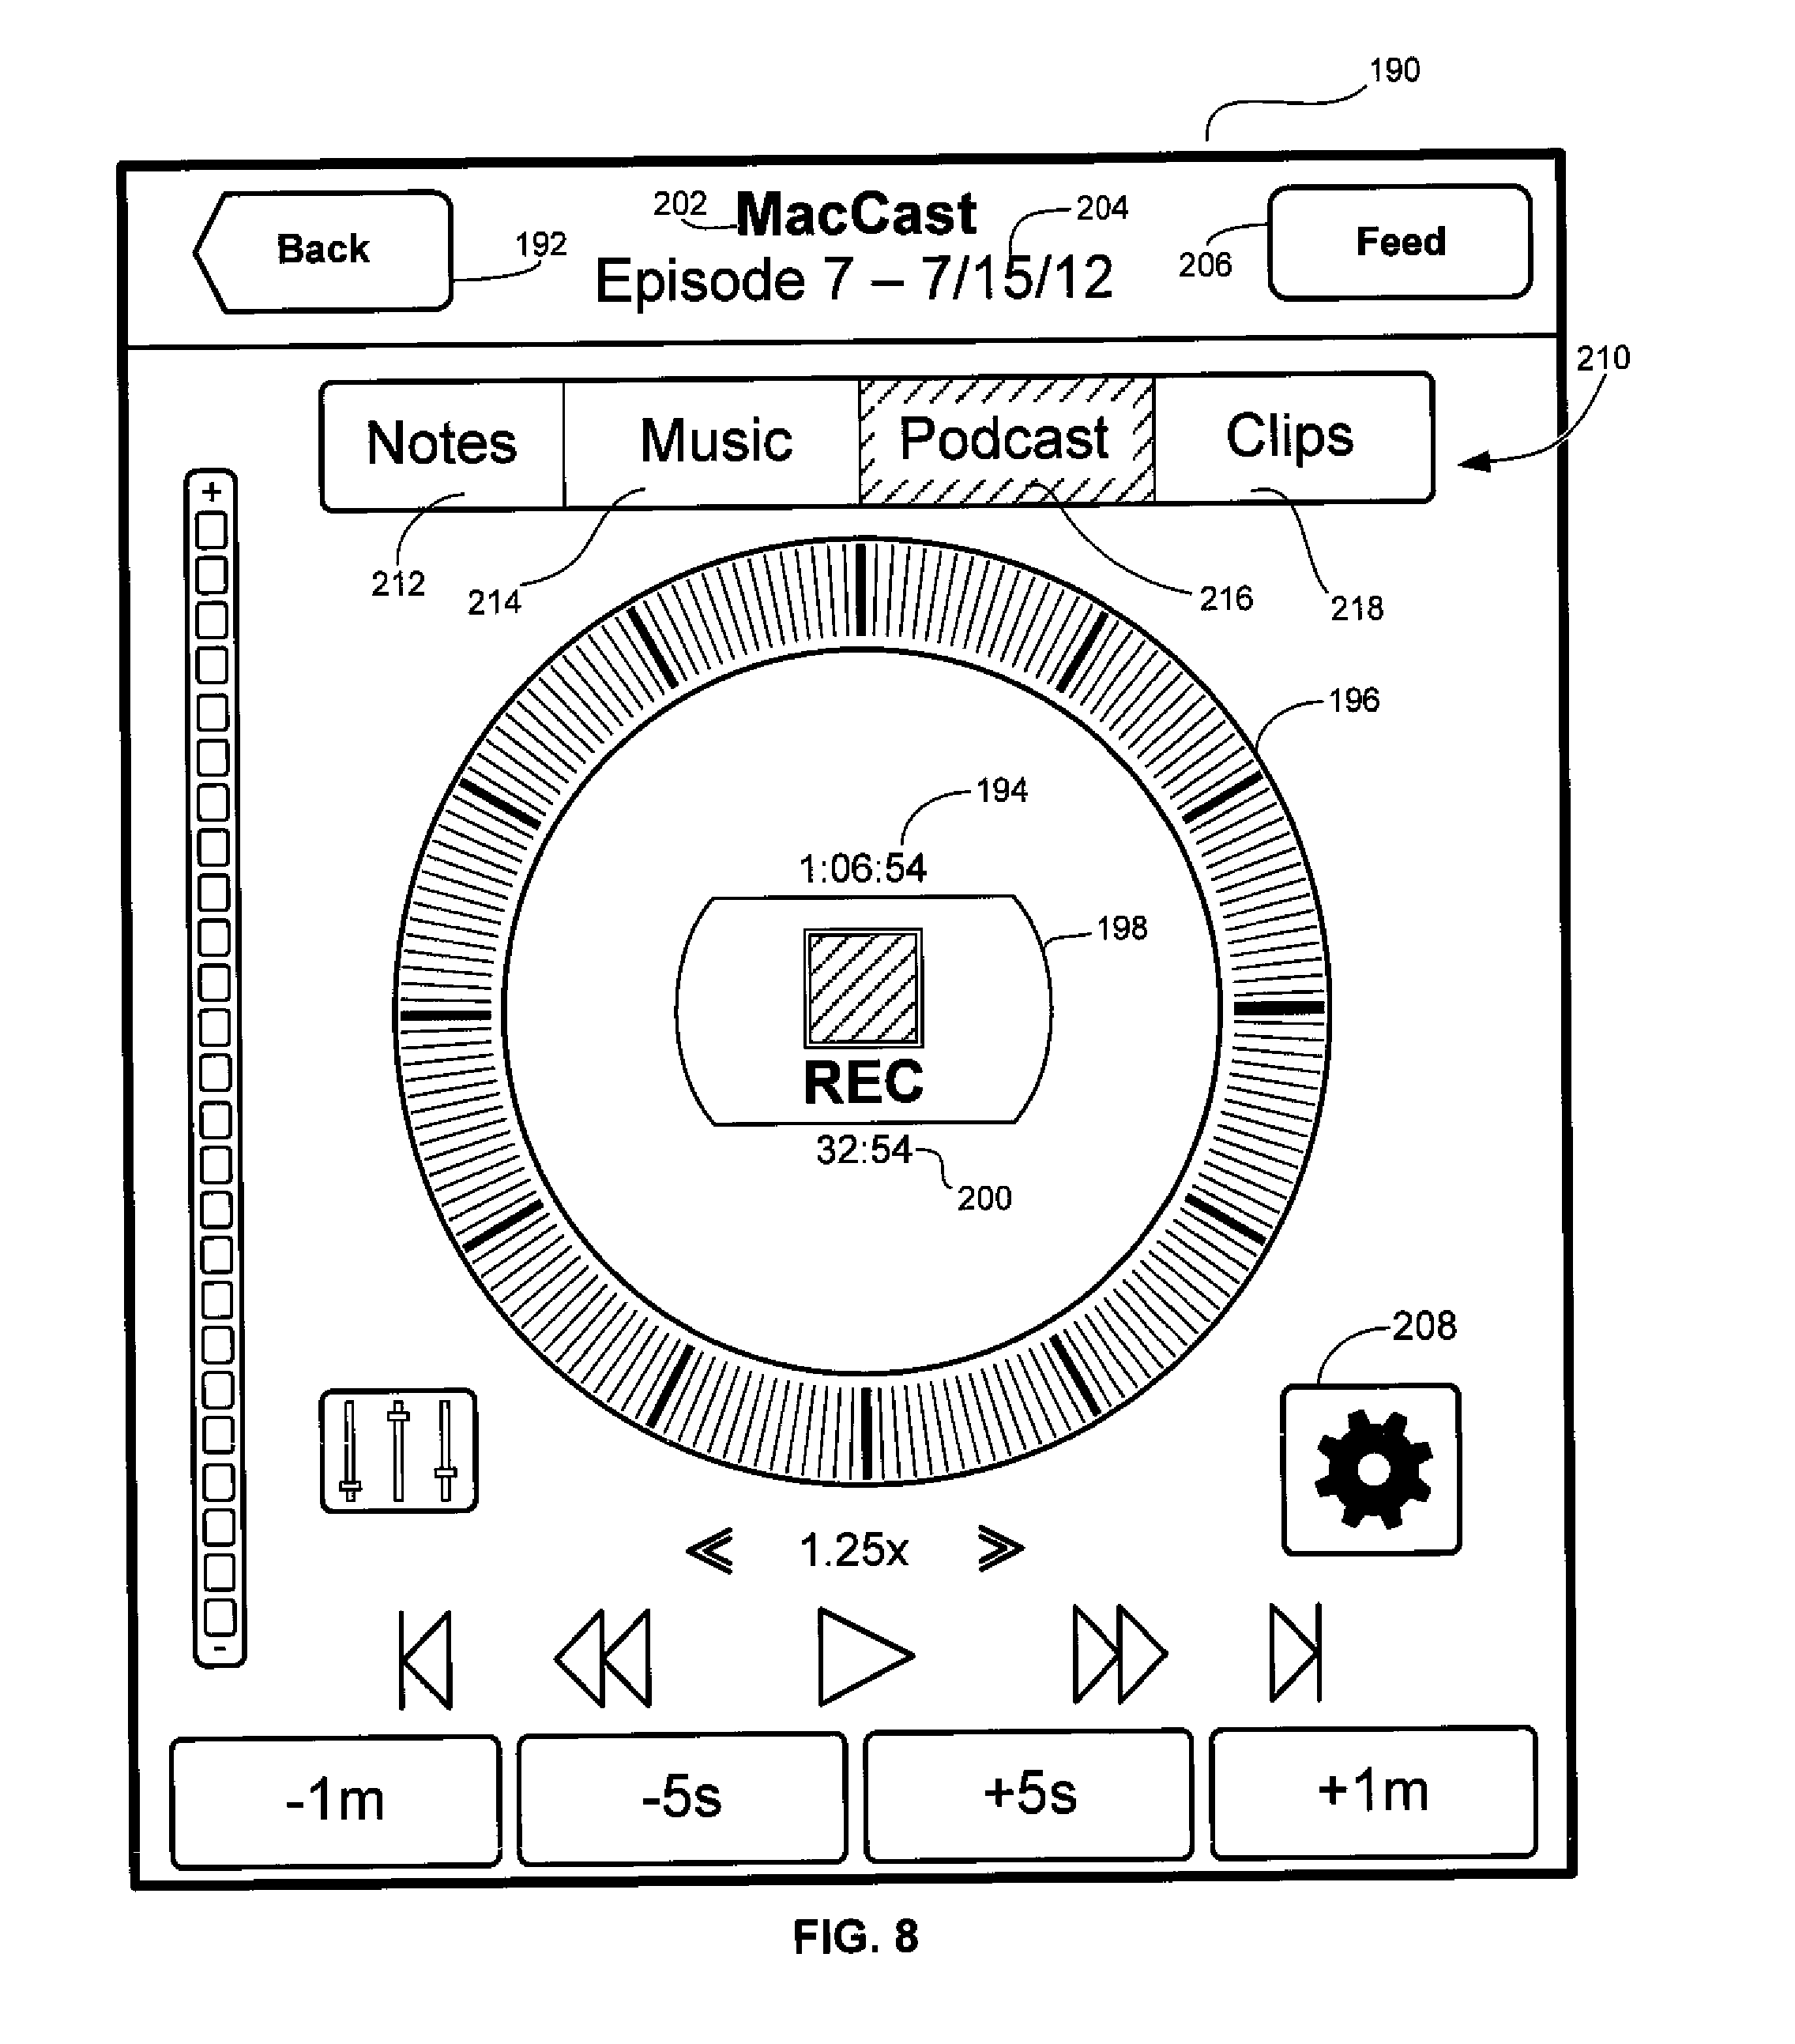 190
202 MacCast 204
Back 192
Feed 206
Episode 7 – 7/15/12
210
Notes Music Podcast Clips
212 214 216 218
+
196
194
1:06:54
198
REC
32:54
200
208
1.25x
-
-1m -5s +5s +1m
FIG. 8